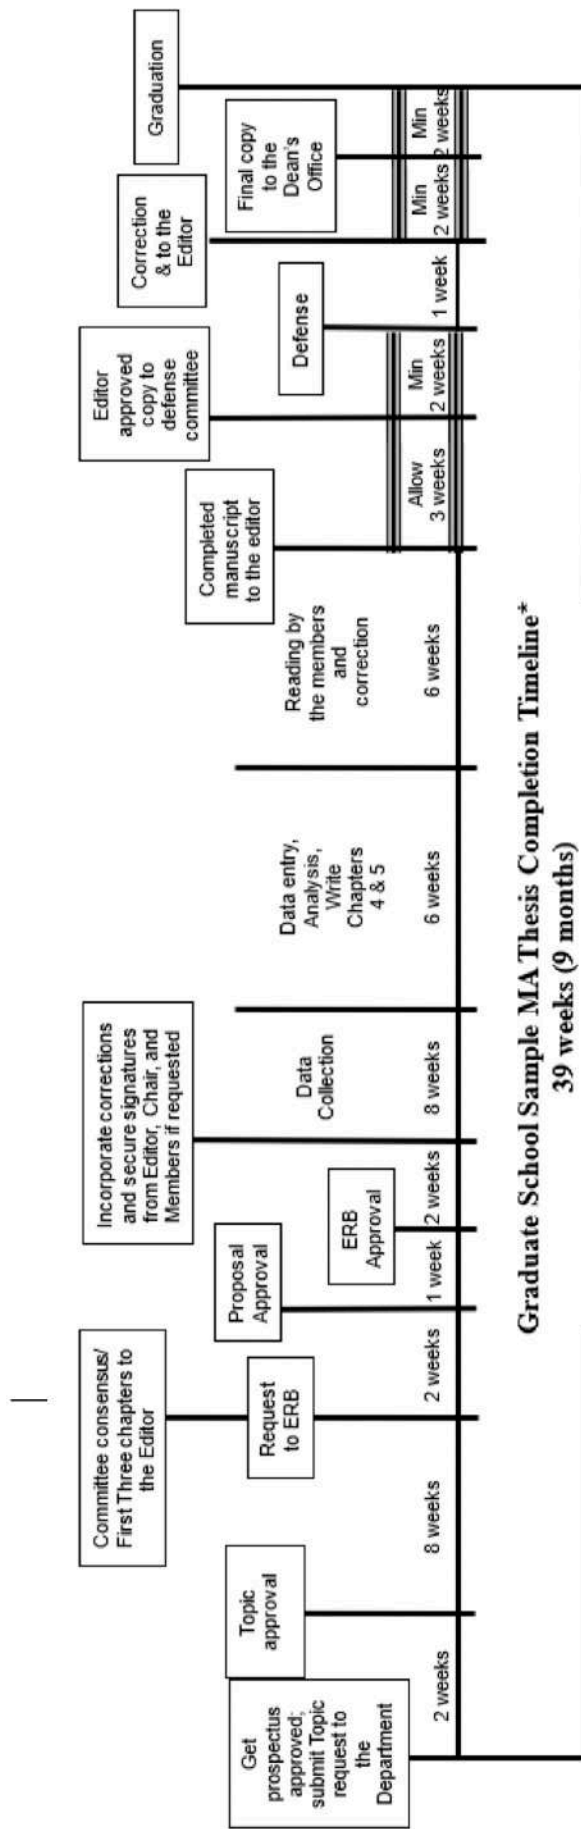 Get
prospectus
approved;
submit Topic
request to
the
Department
2 weeks
Topic
approval
8 weeks
Committee consensus/
First Three chapters to
the Editor
Request
to ERB
2 weeks
Proposal
Approval
1 week
ERB
Approval
2 weeks
Incorporate corrections
and secure signatures
from Editor, Chair, and
Members if requested
Data
Collection
8 weeks
Data entry,
Analysis,
Write
Chapters
4 & 5
6 weeks
Reading by
the members
and
correction
6 weeks
Completed
manuscript
to the editor
Allow
3 weeks
Editor
approved
copy to
defense
committee
Min
2 weeks
Defense
1 week
Correction
& to the
Editor
Min
2 weeks
Final copy
to the
Dean's
Office
Min
2 weeks
Graduation
Graduate School Sample MA Thesis Completion Timeline*
39 weeks (9 months)